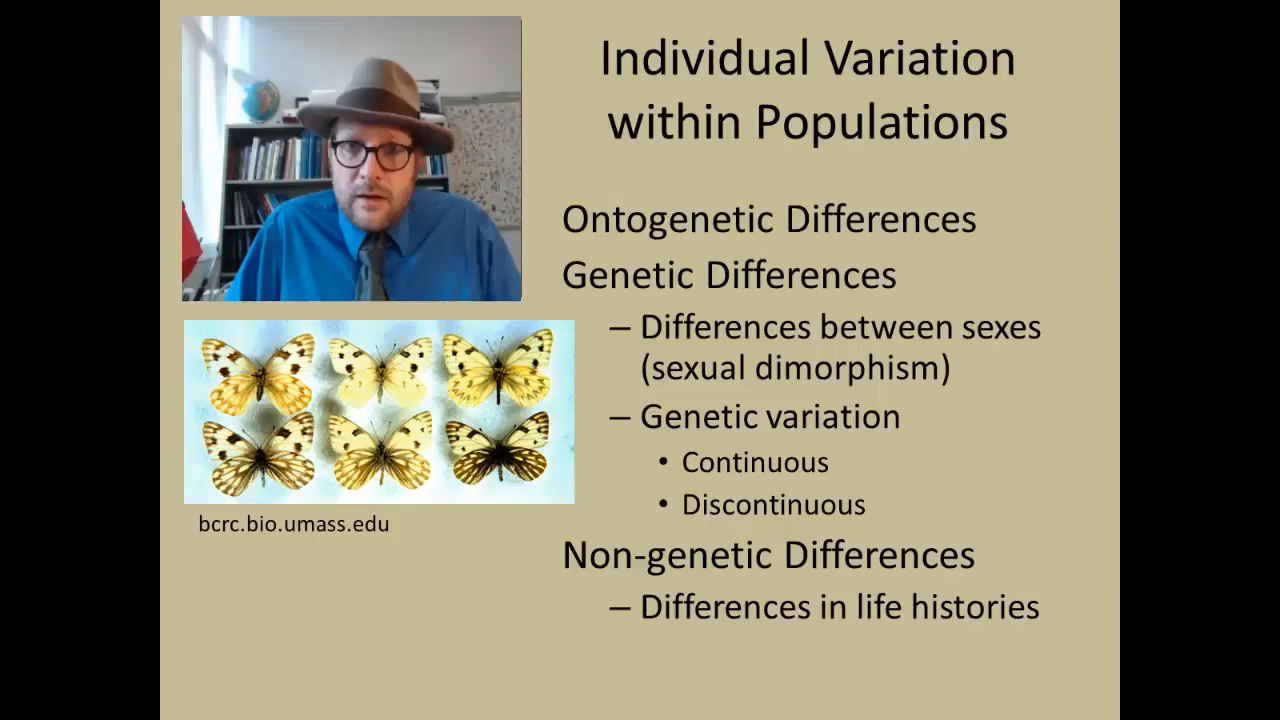 Individual Variation
within Populations
Ontogenetic Differences
Genetic Differences
– Differences between sexes
(sexual dimorphism)
– Genetic variation
• Continuous
• Discontinuous
Non-genetic Differences
– Differences in life histories
bcrc.bio.umass.edu